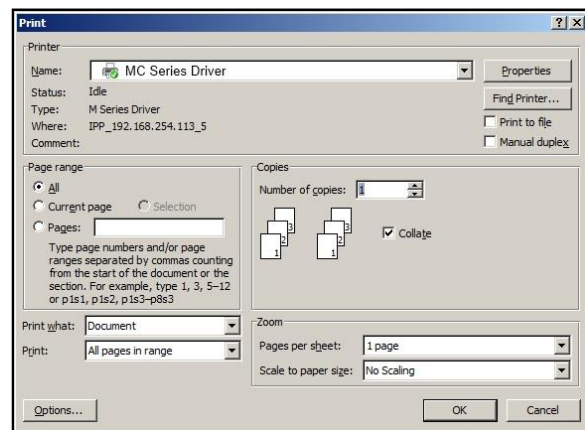 Print
Printer
Name: MC Series Driver Properties
Status: Idle
Type: M Series Driver Find Printer...
Where: IPP_192.168.254.113_5 Print to file
Comment: Manual duplex
Page range
All
Current page Selection
Pages:
Type page numbers and/or page
ranges separated by commas counting
from the start of the document or the
section. For example, type 1, 3, 5–12
or p1s1, p1s2, p1s3–p8s3
Copies
Number of copies: 1
1 2 3 1 2 3
Collate
Print what: Document
Print: All pages in range
Zoom
Pages per sheet: 1 page
Scale to paper size: No Scaling
Options... OK Cancel